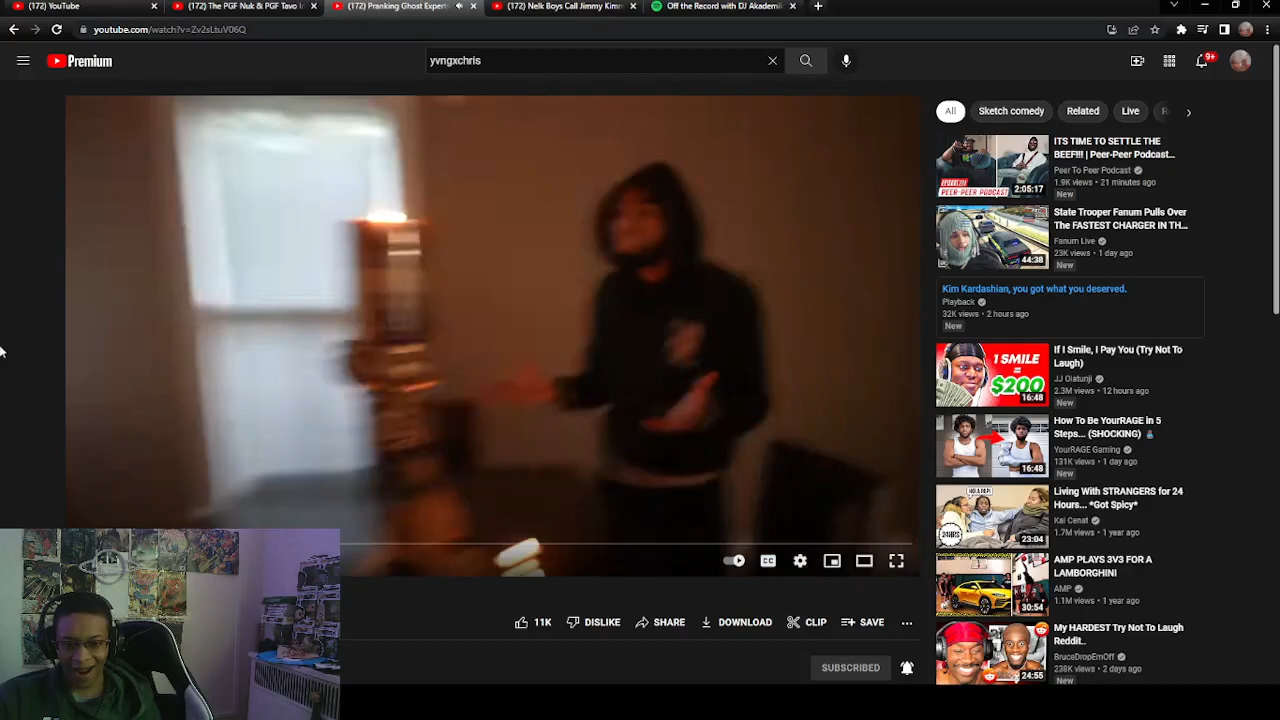 (172) YouTube
(172) The PGF Nuk & PGF Tavo I
(172) Pranking Ghost Expert
(172) Nelk Boys Call Jimmy Kimm
Off the Record with DJ Akademi
youtube.com/watch?v=Zv2sLtuV06Q
Premium
yvngxchris
9+
All
Sketch comedy
Related
Live
ITS TIME TO SETTLE THE
BEEF!!! | Peer-Peer Podcast...
Peer To Peer Podcast
1.9K views • 21 minutes ago
New
PEER-PEER PODCAST
2:05:17
State Trooper Fanum Pulls Over
The FASTEST CHARGER IN TH...
Fanum Live
23K views • 1 day ago
New
44:38
Kim Kardashian, you got what you deserved.
Playback
32K views • 2 hours ago
New
If I Smile, I Pay You (Try Not To
Laugh)
JJ Olatunji
2.3M views • 12 hours ago
New
1 SMILE
=
$200
16:48
How To Be YourRAGE in 5
Steps... (SHOCKING)
YourRAGE Gaming
131K views • 1 day ago
New
16:48
Living With STRANGERS for 24
Hours... *Got Spicy*
Kai Cenat
1.7M views • 1 year ago
24HRS
23:04
AMP PLAYS 3V3 FOR A
LAMBORGHINI
AMP
1.1M views • 1 year ago
30:54
My HARDEST Try Not To Laugh
Reddit..
BruceDropEmOff
238K views • 2 days ago
New
24:55
CC
11K
DISLIKE
SHARE
DOWNLOAD
CLIP
SAVE
SUBSCRIBED